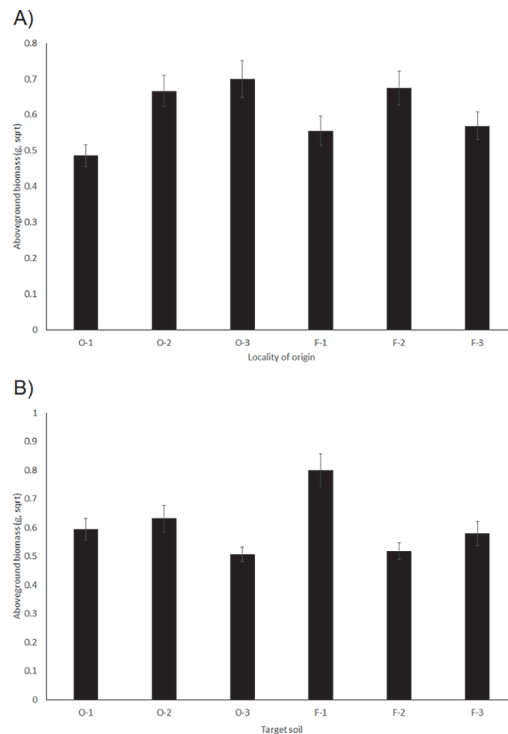 A)
Aboveground biomass (g, sqrt)
0.8
0.7
0.6
0.5
0.4
0.3
0.2
0.1
0
O-1 O-2 O-3 F-1 F-2 F-3
Locality of origin
B)
Aboveground biomass (g, sqrt)
1
0.9
0.8
0.7
0.6
0.5
0.4
0.3
0.2
0.1
0
O-1 O-2 O-3 F-1 F-2 F-3
Target soil